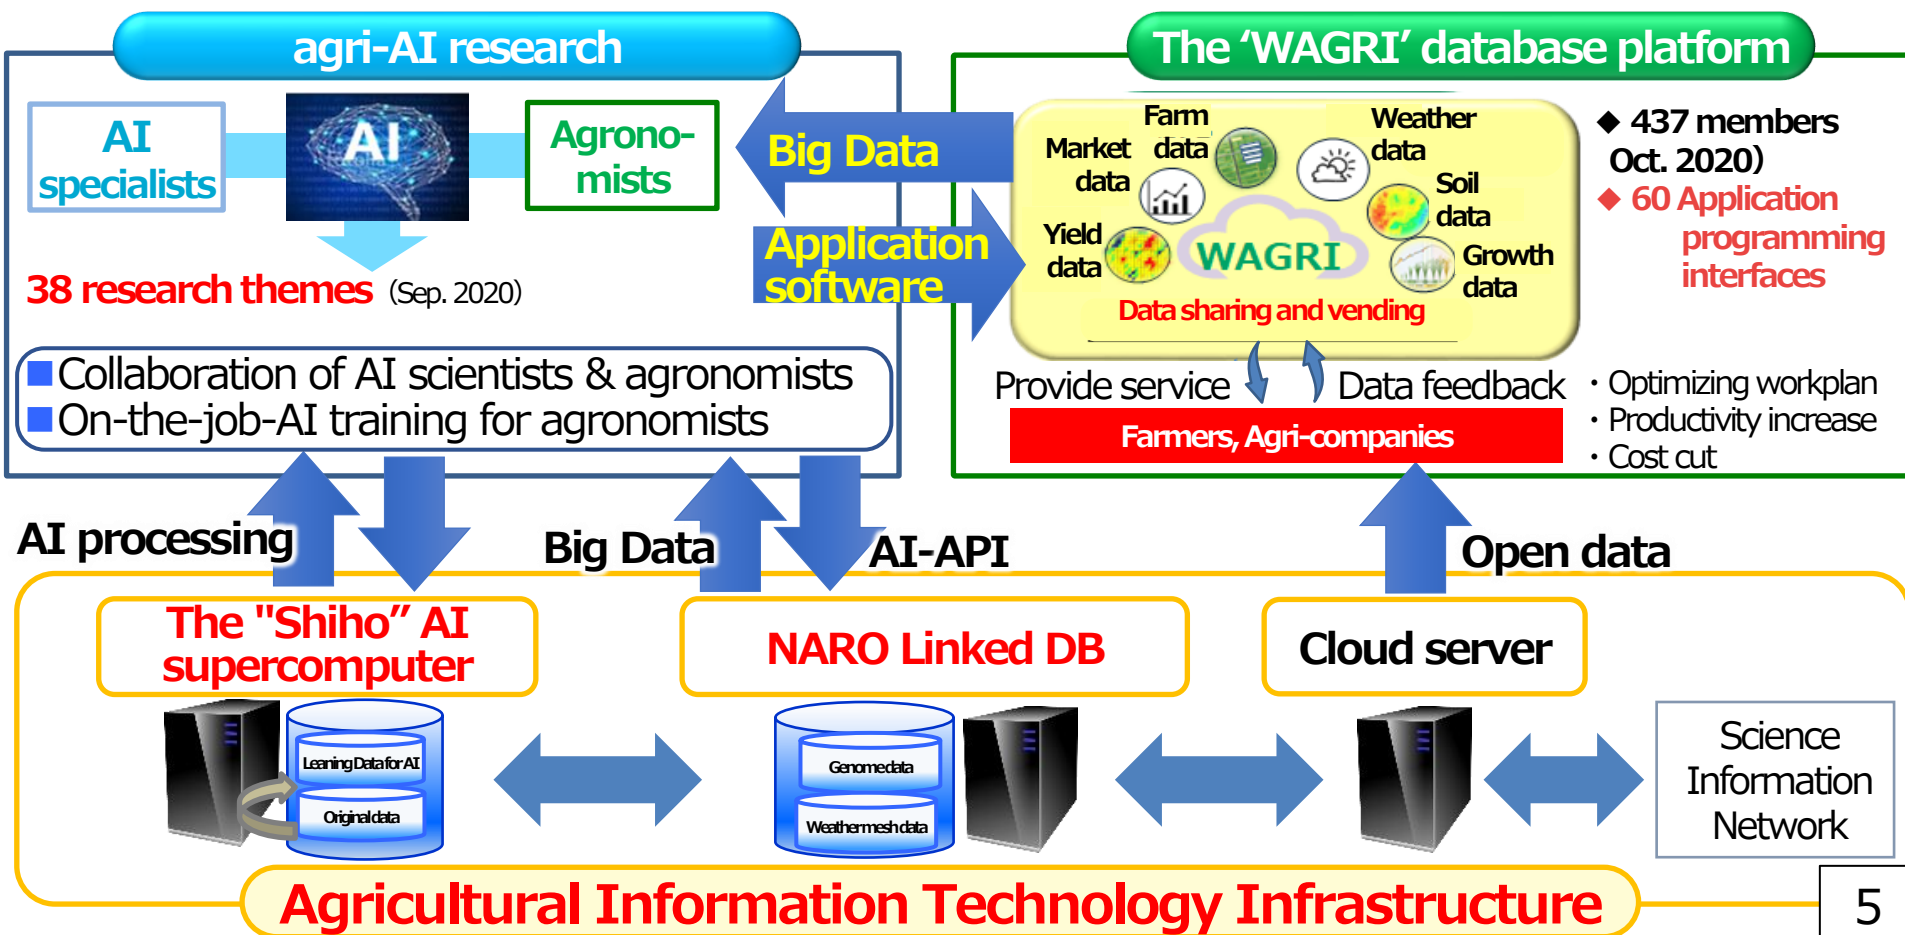 agri-AI research
AI
specialists
AI
Agrono-
mists
38 research themes (Sep. 2020)
■Collaboration of AI scientists & agronomists
■On-the-job-AI training for agronomists
Big Data
Application
software
The ‘WAGRI’ database platform
Farm
data
Weather
data
Market
data
Soil
data
Yield
data
WAGRI
Growth
data
Data sharing and vending
◆ 437 members
Oct. 2020)
◆ 60 Application
programming
interfaces
Provide service
Data feedback
Farmers, Agri-companies
・Optimizing workplan
・Productivity increase
・Cost cut
AI processing
Big Data
AI-API
Open data
The "Shiho” AI
supercomputer
NARO Linked DB
Cloud server
Leaning Data for AI
Original data
Genome data
Weather mesh data
Science
Information
Network
Agricultural Information Technology Infrastructure
5